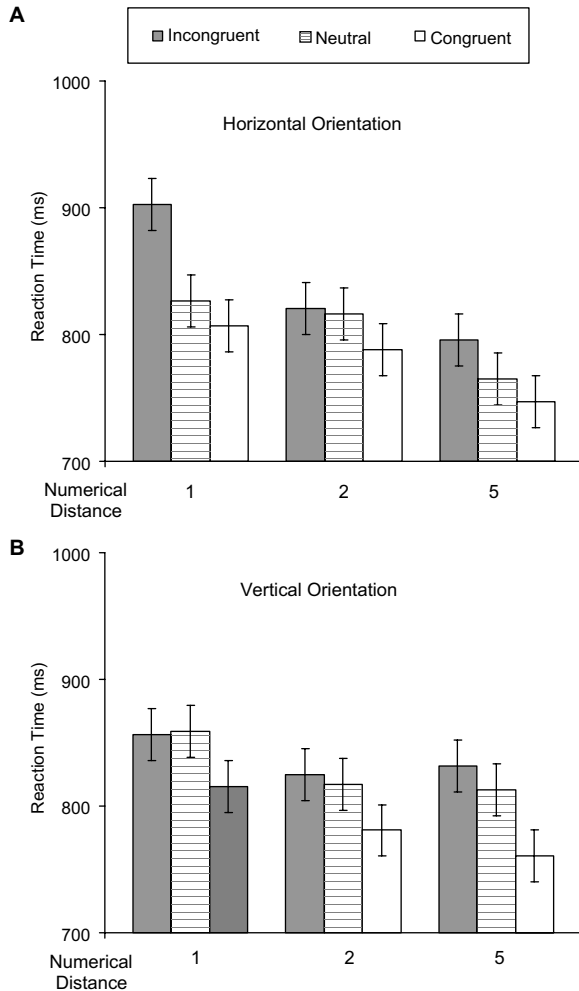 A
Incongruent Neutral Congruent
1000
Horizontal Orientation
900
Reaction Time (ms)
800
700
Numerical
Distance
1 2 5
B
1000
Vertical Orientation
900
Reaction Time (ms)
800
700
Numerical
Distance
1 2 5